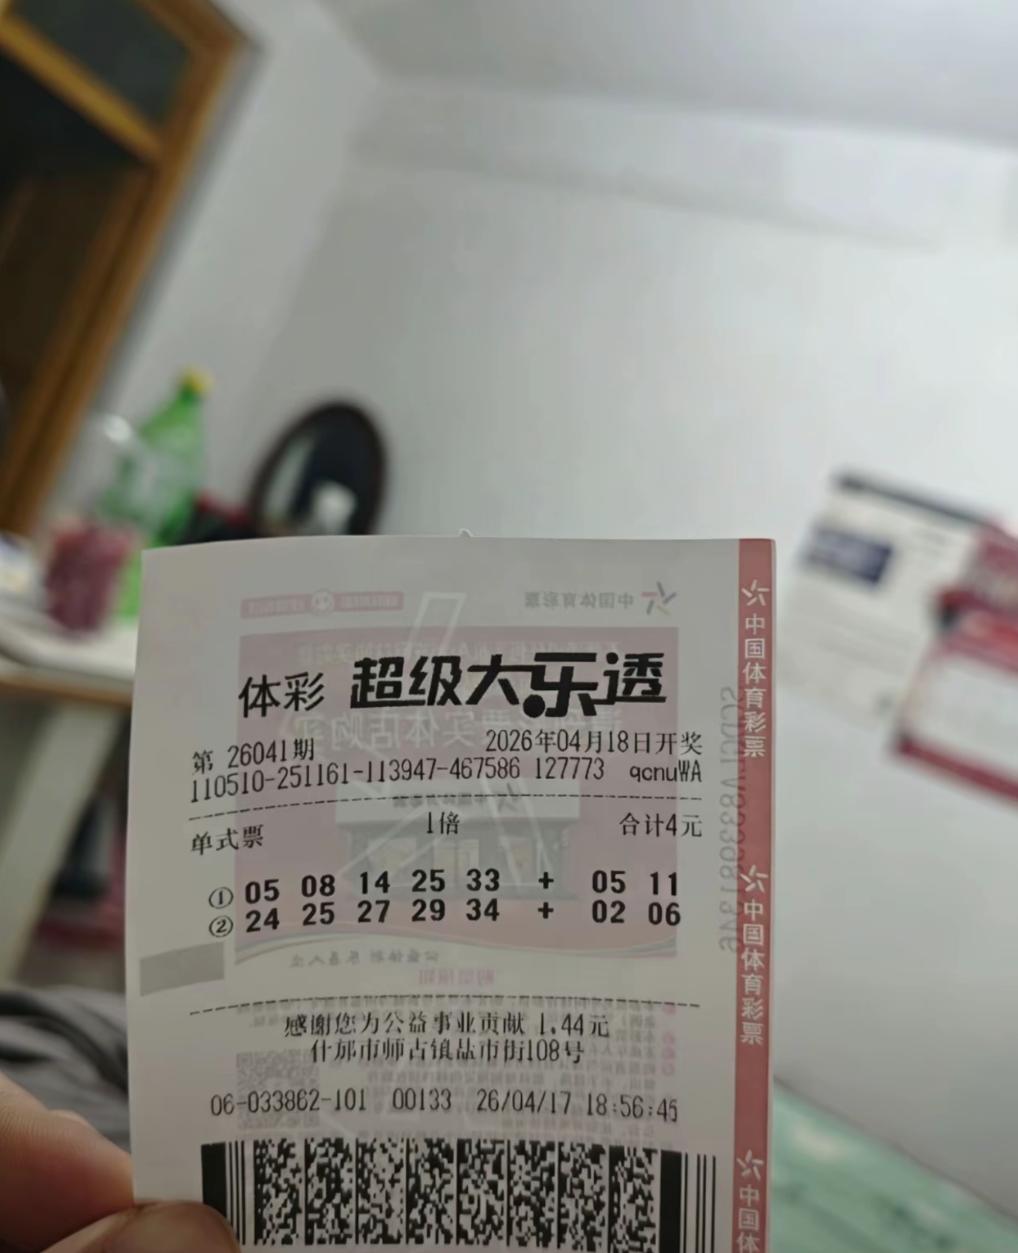 体彩 超级大乐透
第 26041期 2026年04月18日开奖
110510-251161-113947-467586 127773 qcnuWA
单式票 1倍 合计4元
① 05 08 14 25 33 + 05 11
② 24 25 27 29 34 + 02 06
感谢您为公益事业贡献 1.44元
什邡市师古镇盐市街108号
06-033862-101 00133 26/04/17 18:56:45
中国体育彩票
中国体育彩票
中国体